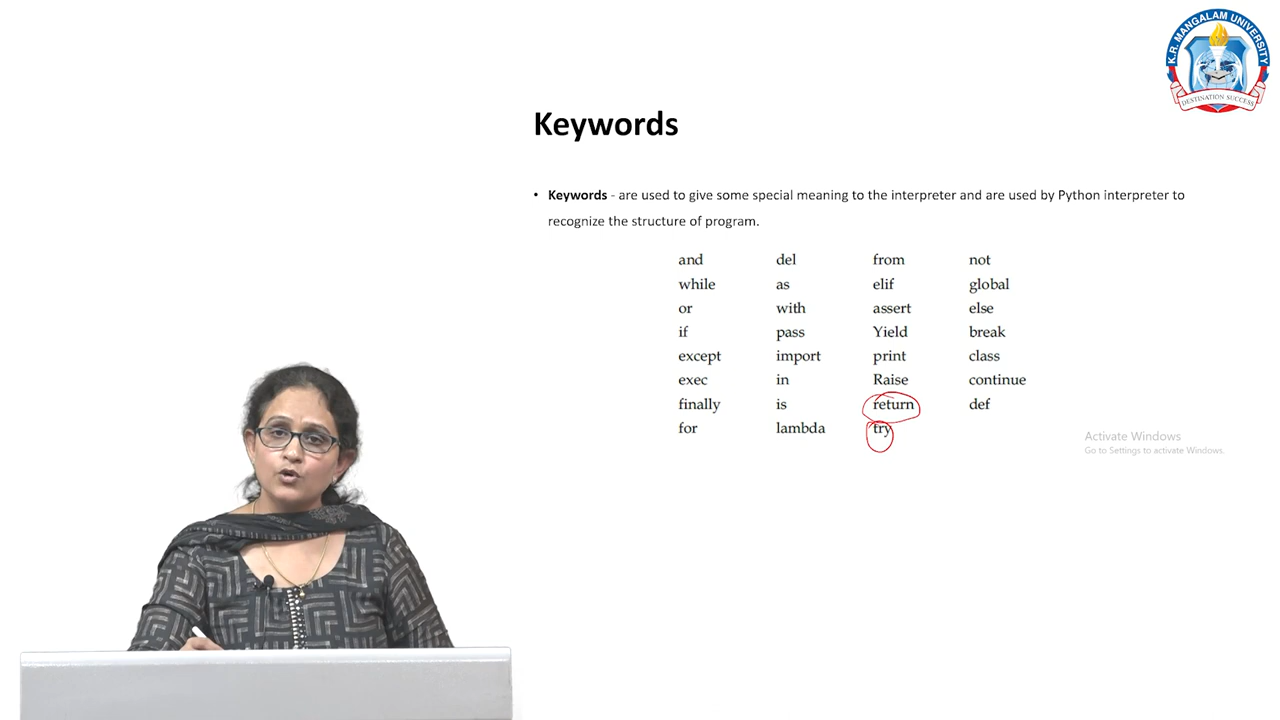 K.R. MANGALAM UNIVERSITY
DESTINATION SUCCESS
Keywords
• Keywords - are used to give some special meaning to the interpreter and are used by Python interpreter to
recognize the structure of program.
and del from not
while as elif global
or with assert else
if pass Yield break
except import print class
exec in Raise continue
finally is return def
for lambda try
Activate Windows
Go to Settings to activate Windows.